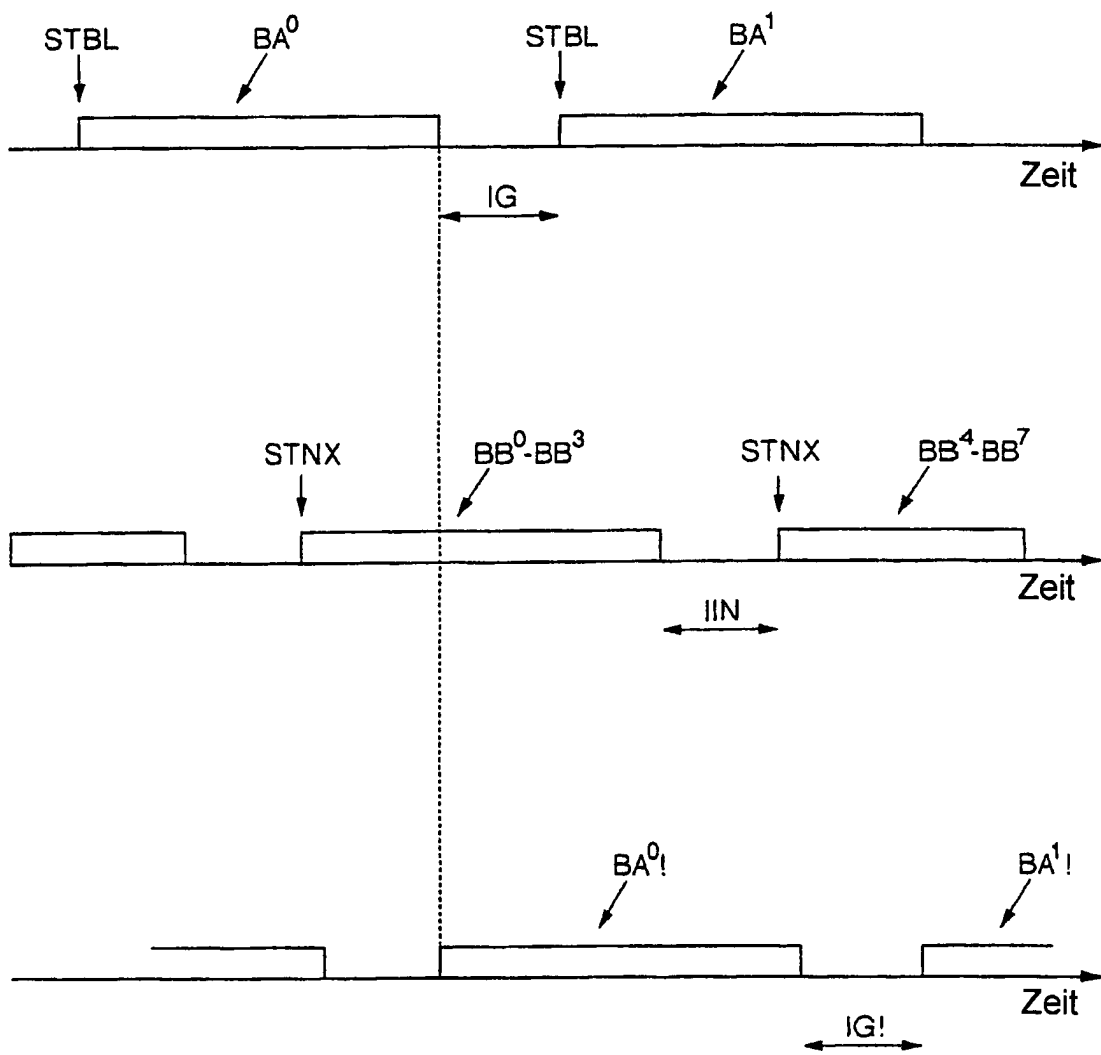 STBL BA⁰ STBL BA¹
Zeit
IG
STNX BB⁰-BB³ STNX BB⁴-BB⁷
Zeit
IIN
BA⁰! BA¹!
Zeit
IG!